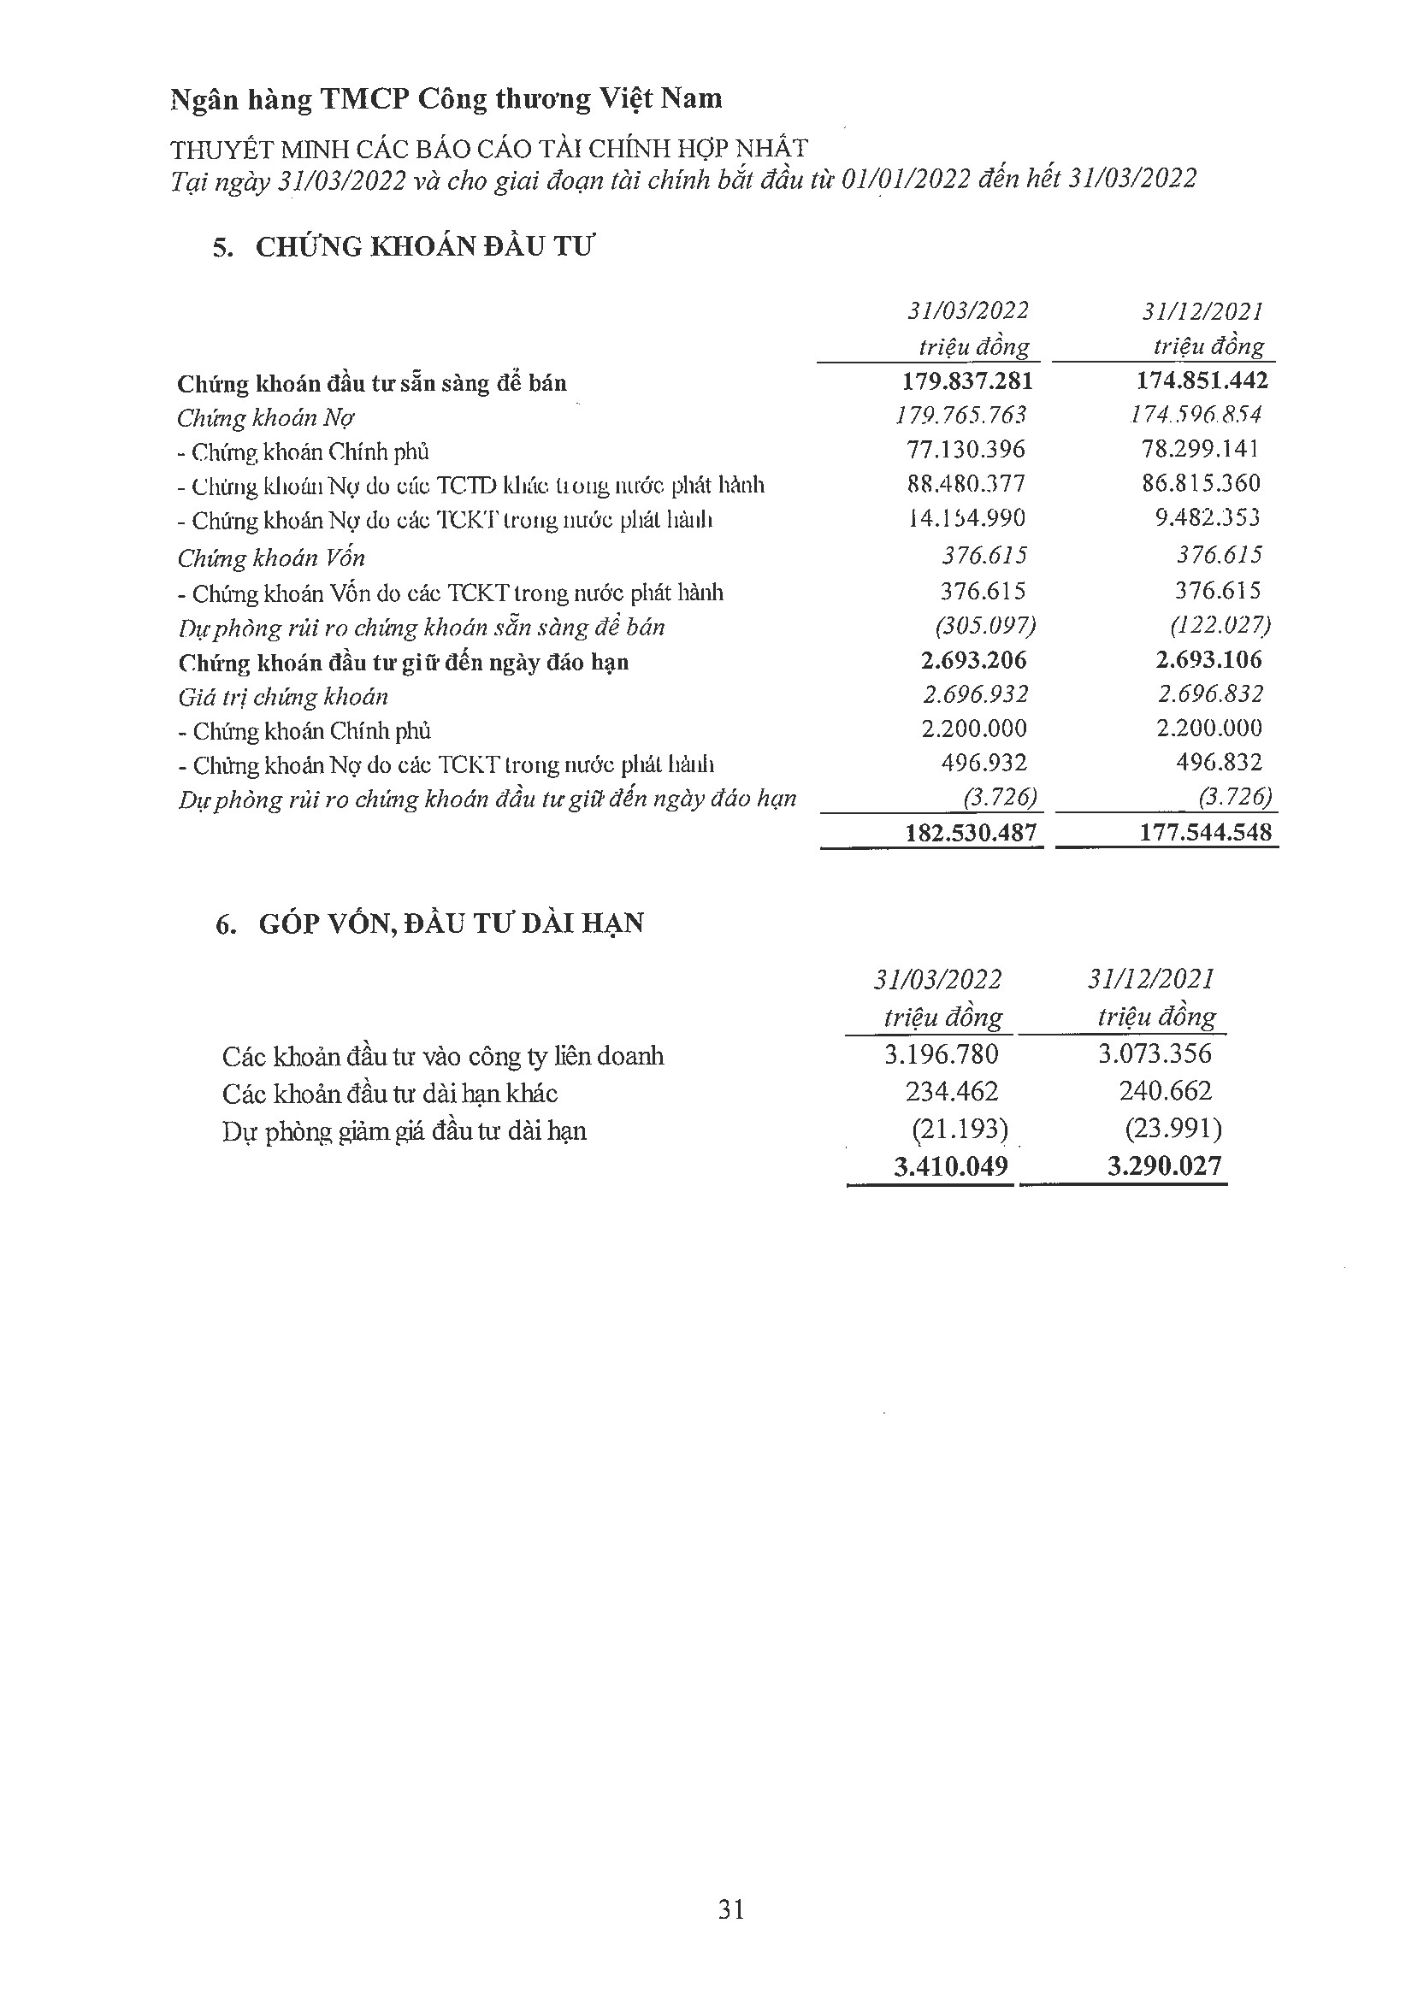 Ngân hàng TMCP Công thương Việt Nam
THUYẾT MINH CÁC BÁO CÁO TÀI CHÍNH HỢP NHẤT
Tại ngày 31/03/2022 và cho giai đoạn tài chính bắt đầu từ 01/01/2022 đến hết 31/03/2022
5. CHỨNG KHOÁN ĐẦU TƯ
31/03/2022 31/12/2021
triệu đồng triệu đồng
Chứng khoán đầu tư sẵn sàng để bán 179.837.281 174.851.442
Chứng khoán Nợ 179.765.763 174.596.854
- Chứng khoán Chính phủ 77.130.396 78.299.141
- Chứng khoán Nợ do các TCTD khác trong nước phát hành 88.480.377 86.815.360
- Chứng khoán Nợ do các TCKT trong nước phát hành 14.154.990 9.482.353
Chứng khoán Vốn 376.615 376.615
- Chứng khoán Vốn do các TCKT trong nước phát hành 376.615 376.615
Dự phòng rủi ro chứng khoán sẵn sàng để bán (305.097) (122.027)
Chứng khoán đầu tư giữ đến ngày đáo hạn 2.693.206 2.693.106
Giá trị chứng khoán 2.696.932 2.696.832
- Chứng khoán Chính phủ 2.200.000 2.200.000
- Chứng khoán Nợ do các TCKT trong nước phát hành 496.932 496.832
Dự phòng rủi ro chứng khoán đầu tư giữ đến ngày đáo hạn (3.726) (3.726)
182.530.487 177.544.548
6. GÓP VỐN, ĐẦU TƯ DÀI HẠN
31/03/2022 31/12/2021
triệu đồng triệu đồng
Các khoản đầu tư vào công ty liên doanh 3.196.780 3.073.356
Các khoản đầu tư dài hạn khác 234.462 240.662
Dự phòng giảm giá đầu tư dài hạn (21.193) (23.991)
3.410.049 3.290.027
31